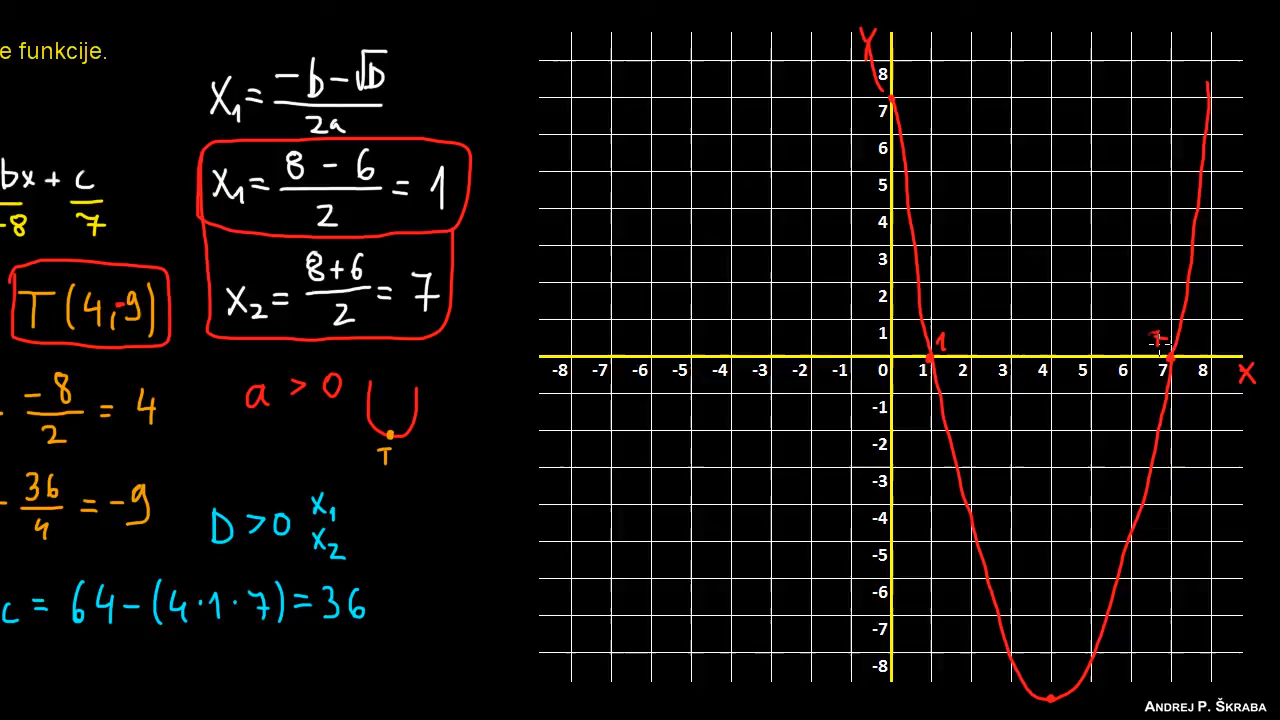 e funkcije.
x₁ = (-b - √D) / 2a
x₁ = (8 - 6) / 2 = 1
bx + c
-8 7
x₂ = (8 + 6) / 2 = 7
T(4,-9)
-8 / 2 = 4
a > 0
T
- 36 / 4 = -9
D > 0 x₁
x₂
c = 64 - (4 · 1 · 7) = 36
Y
8
7
6
5
4
3
2
1
1 7
-8 -7 -6 -5 -4 -3 -2 -1 0 1 2 3 4 5 6 7 8 X
-1
-2
-3
-4
-5
-6
-7
-8
ANDREJ P. ŠKRABA